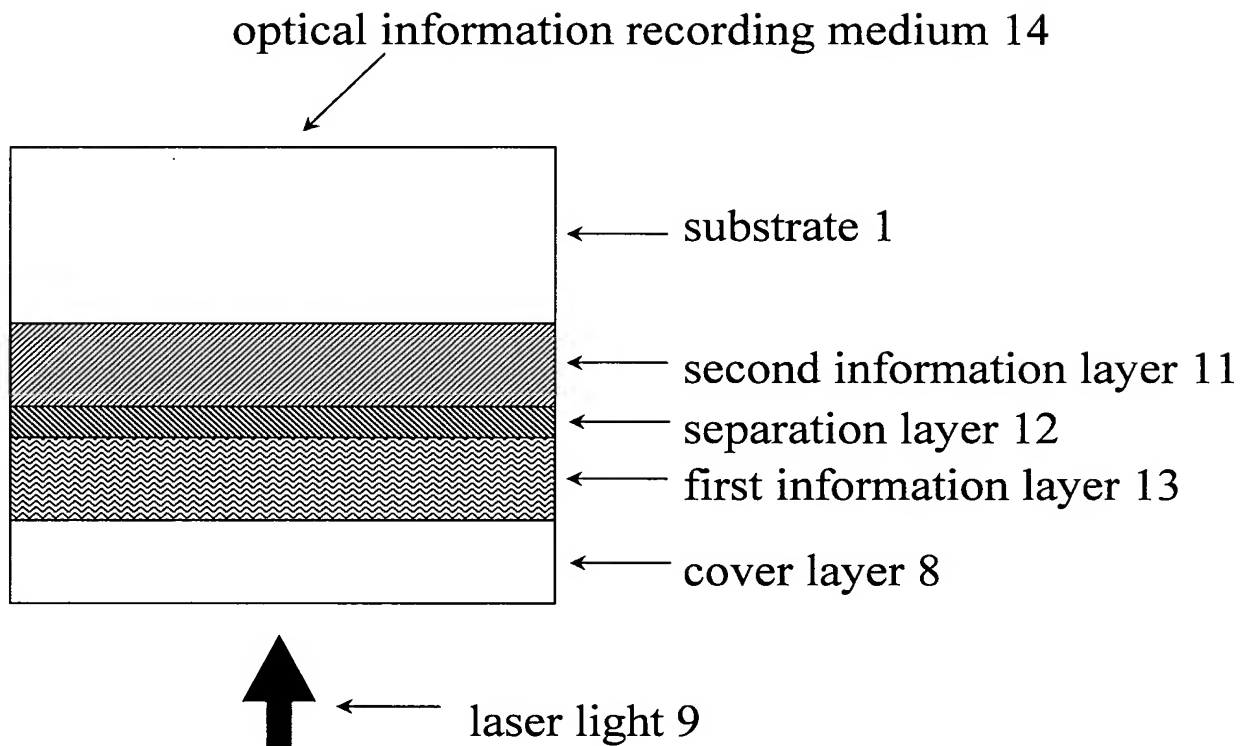 optical information recording medium 14
substrate 1
second information layer 11
separation layer 12
first information layer 13
cover layer 8
laser light 9